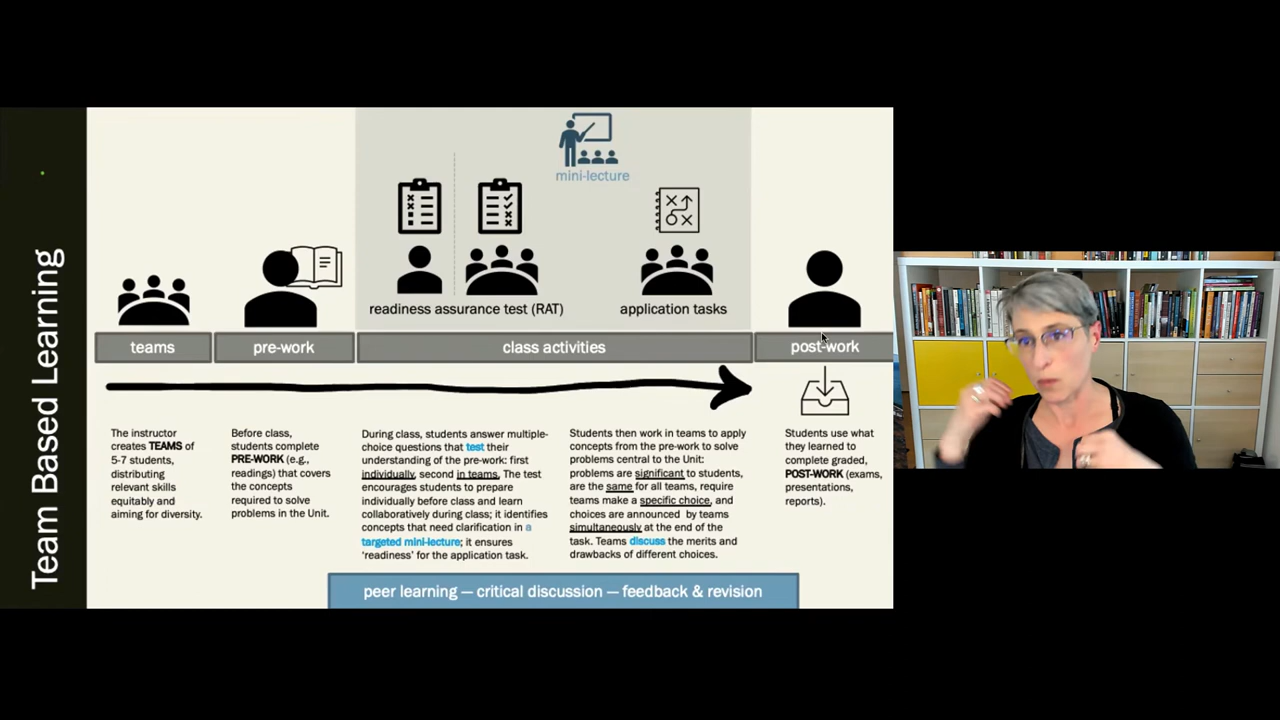 Team Based Learning
mini-lecture
readiness assurance test (RAT)
application tasks
teams
pre-work
class activities
post-work
The instructor
creates TEAMS of
5-7 students,
distributing
relevant skills
equitably and
aiming for diversity.
Before class,
students complete
PRE-WORK (e.g.,
readings) that covers
the concepts
required to solve
problems in the Unit.
During class, students answer multiple-
choice questions that test their
understanding of the pre-work: first
individually, second in teams. The test
encourages students to prepare
individually before class and learn
collaboratively during class; it identifies
concepts that need clarification in a
targeted mini-lecture; it ensures
‘readiness’ for the application task.
Students then work in teams to apply
concepts from the pre-work to solve
problems central to the Unit:
problems are significant to students,
are the same for all teams, require
teams make a specific choice, and
choices are announced by teams
simultaneously at the end of the
task. Teams discuss the merits and
drawbacks of different choices.
Students use what
they learned to
complete graded,
POST-WORK (exams,
presentations,
reports).
peer learning — critical discussion — feedback & revision